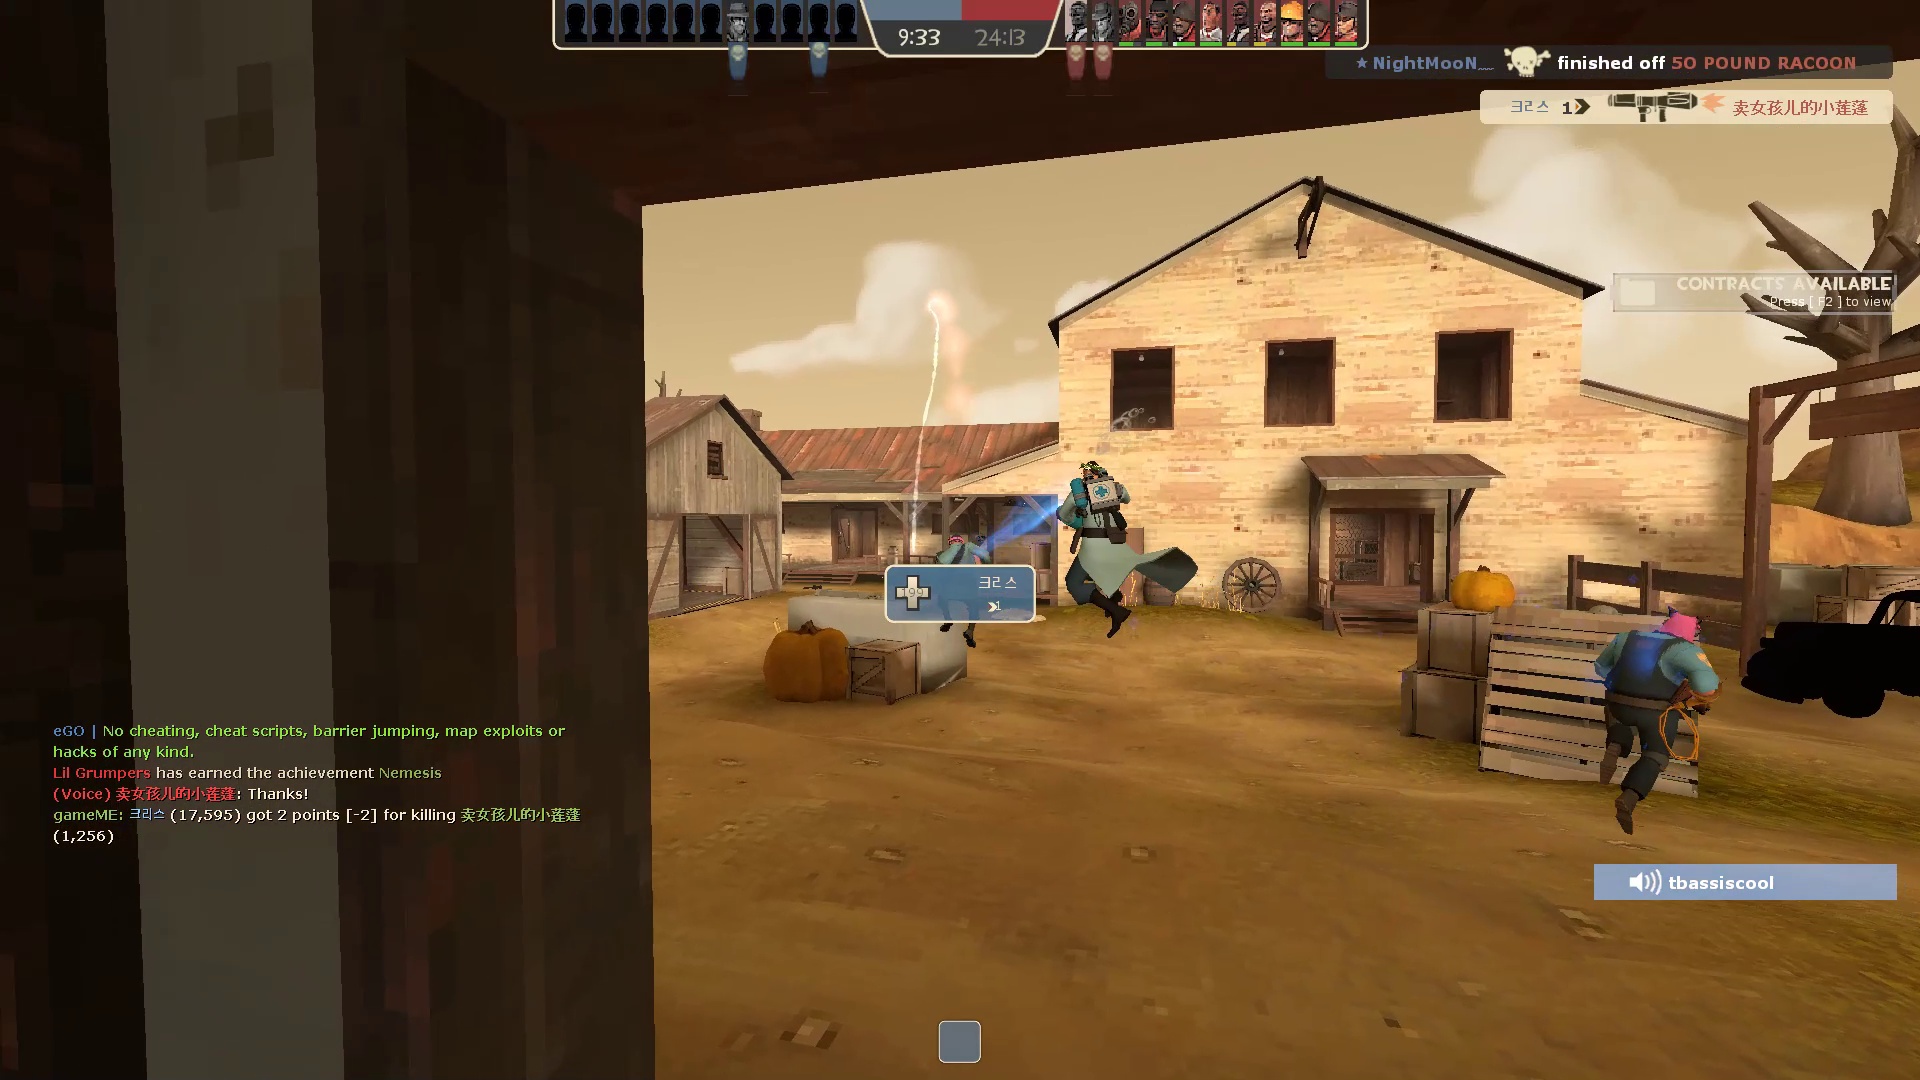 9:33 24:13
★ NightMooN__ finished off 50 POUND RACOON
크리스 1 卖女孩儿的小莲蓬
CONTRACTS AVAILABLE
Press [ F2 ] to view
199 크리스
1
eGO | No cheating, cheat scripts, barrier jumping, map exploits or
hacks of any kind.
Lil Grumpers has earned the achievement Nemesis
(Voice) 卖女孩儿的小莲蓬: Thanks!
gameME: 크리스 (17,595) got 2 points [-2] for killing 卖女孩儿的小莲蓬
(1,256)
tbassiscool